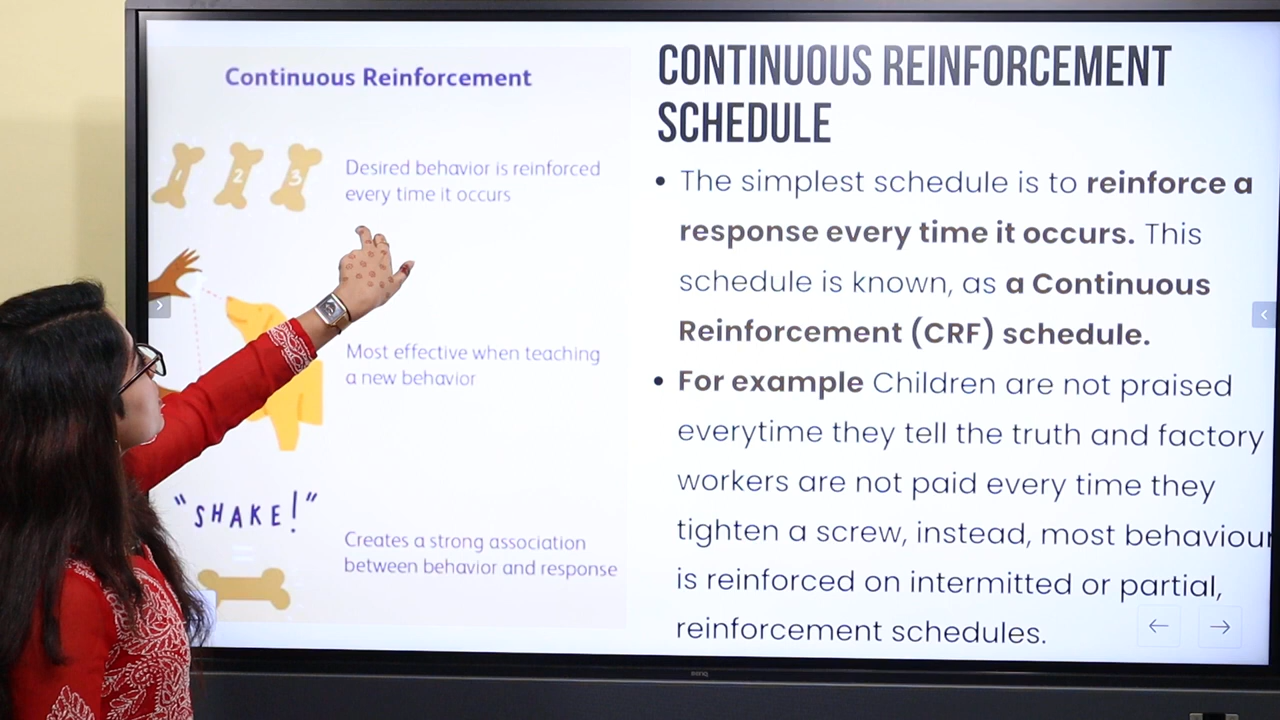 Continuous Reinforcement
1 2 3
Desired behavior is reinforced
every time it occurs
Most effective when teaching
a new behavior
"SHAKE!"
Creates a strong association
between behavior and response
CONTINUOUS REINFORCEMENT
SCHEDULE
• The simplest schedule is to reinforce a
response every time it occurs. This
schedule is known, as a Continuous
Reinforcement (CRF) schedule.
• For example Children are not praised
everytime they tell the truth and factory
workers are not paid every time they
tighten a screw, instead, most behaviour
is reinforced on intermitted or partial,
reinforcement schedules.
BenQ